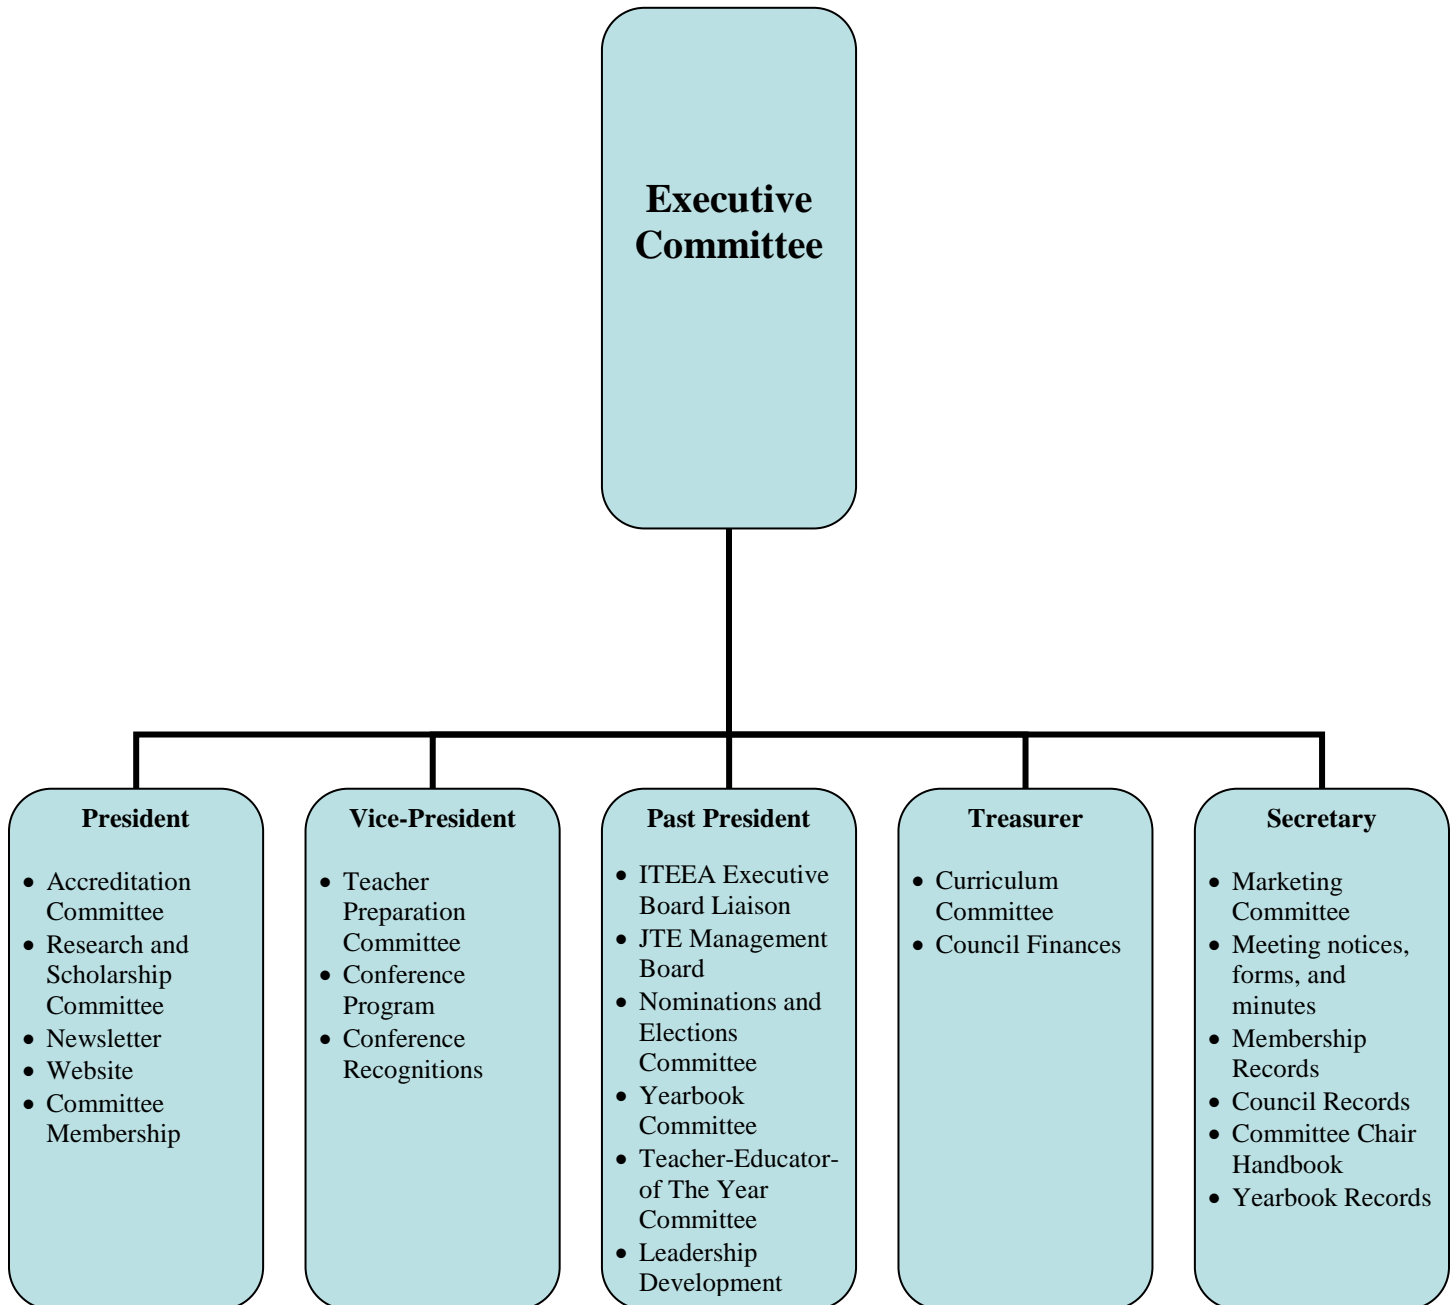 Executive
Committee
President
• Accreditation
Committee
• Research and
Scholarship
Committee
• Newsletter
• Website
• Committee
Membership
Vice-President
• Teacher
Preparation
Committee
• Conference
Program
• Conference
Recognitions
Past President
• ITEEA Executive
Board Liaison
• JTE Management
Board
• Nominations and
Elections
Committee
• Yearbook
Committee
• Teacher-Educator-
of The Year
Committee
• Leadership
Development
Treasurer
• Curriculum
Committee
• Council Finances
Secretary
• Marketing
Committee
• Meeting notices,
forms, and
minutes
• Membership
Records
• Council Records
• Committee Chair
Handbook
• Yearbook Records